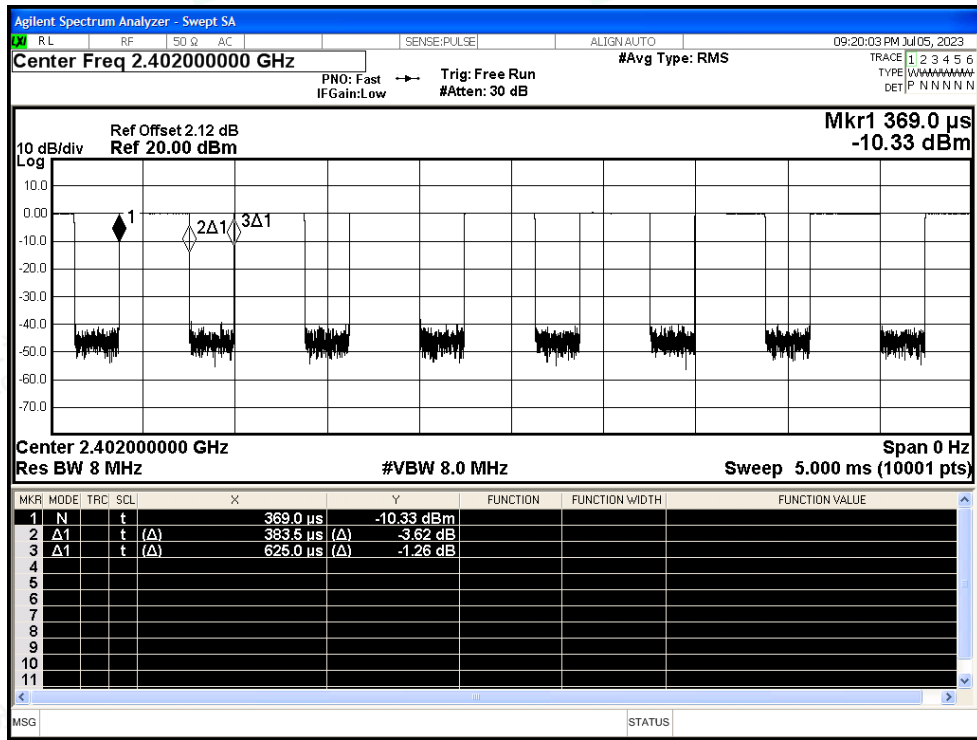 Agilent Spectrum Analyzer - Swept SA
LXI RL RF 50 Ω AC SENSE:PULSE ALIGN AUTO 09:20:03 PM Jul 05, 2023
Center Freq 2.402000000 GHz #Avg Type: RMS TRACE 1 2 3 4 5 6
PNO: Fast Trig: Free Run TYPE WWWWWWW
IFGain:Low #Atten: 30 dB DET P N N N N N
Mkr1 369.0 µs
Ref Offset 2.12 dB
10 dB/div Ref 20.00 dBm -10.33 dBm
Log
10.0
0.00
1 2Δ1 3Δ1
-10.0
-20.0
-30.0
-40.0
-50.0
-60.0
-70.0
Center 2.402000000 GHz Span 0 Hz
Res BW 8 MHz #VBW 8.0 MHz Sweep 5.000 ms (10001 pts)
MKR MODE TRC SCL X Y FUNCTION FUNCTION WIDTH FUNCTION VALUE
1 N t 369.0 µs -10.33 dBm
2 Δ1 t (Δ) 383.5 µs (Δ) -3.62 dB
3 Δ1 t (Δ) 625.0 µs (Δ) -1.26 dB
4
5
6
7
8
9
10
11
MSG STATUS